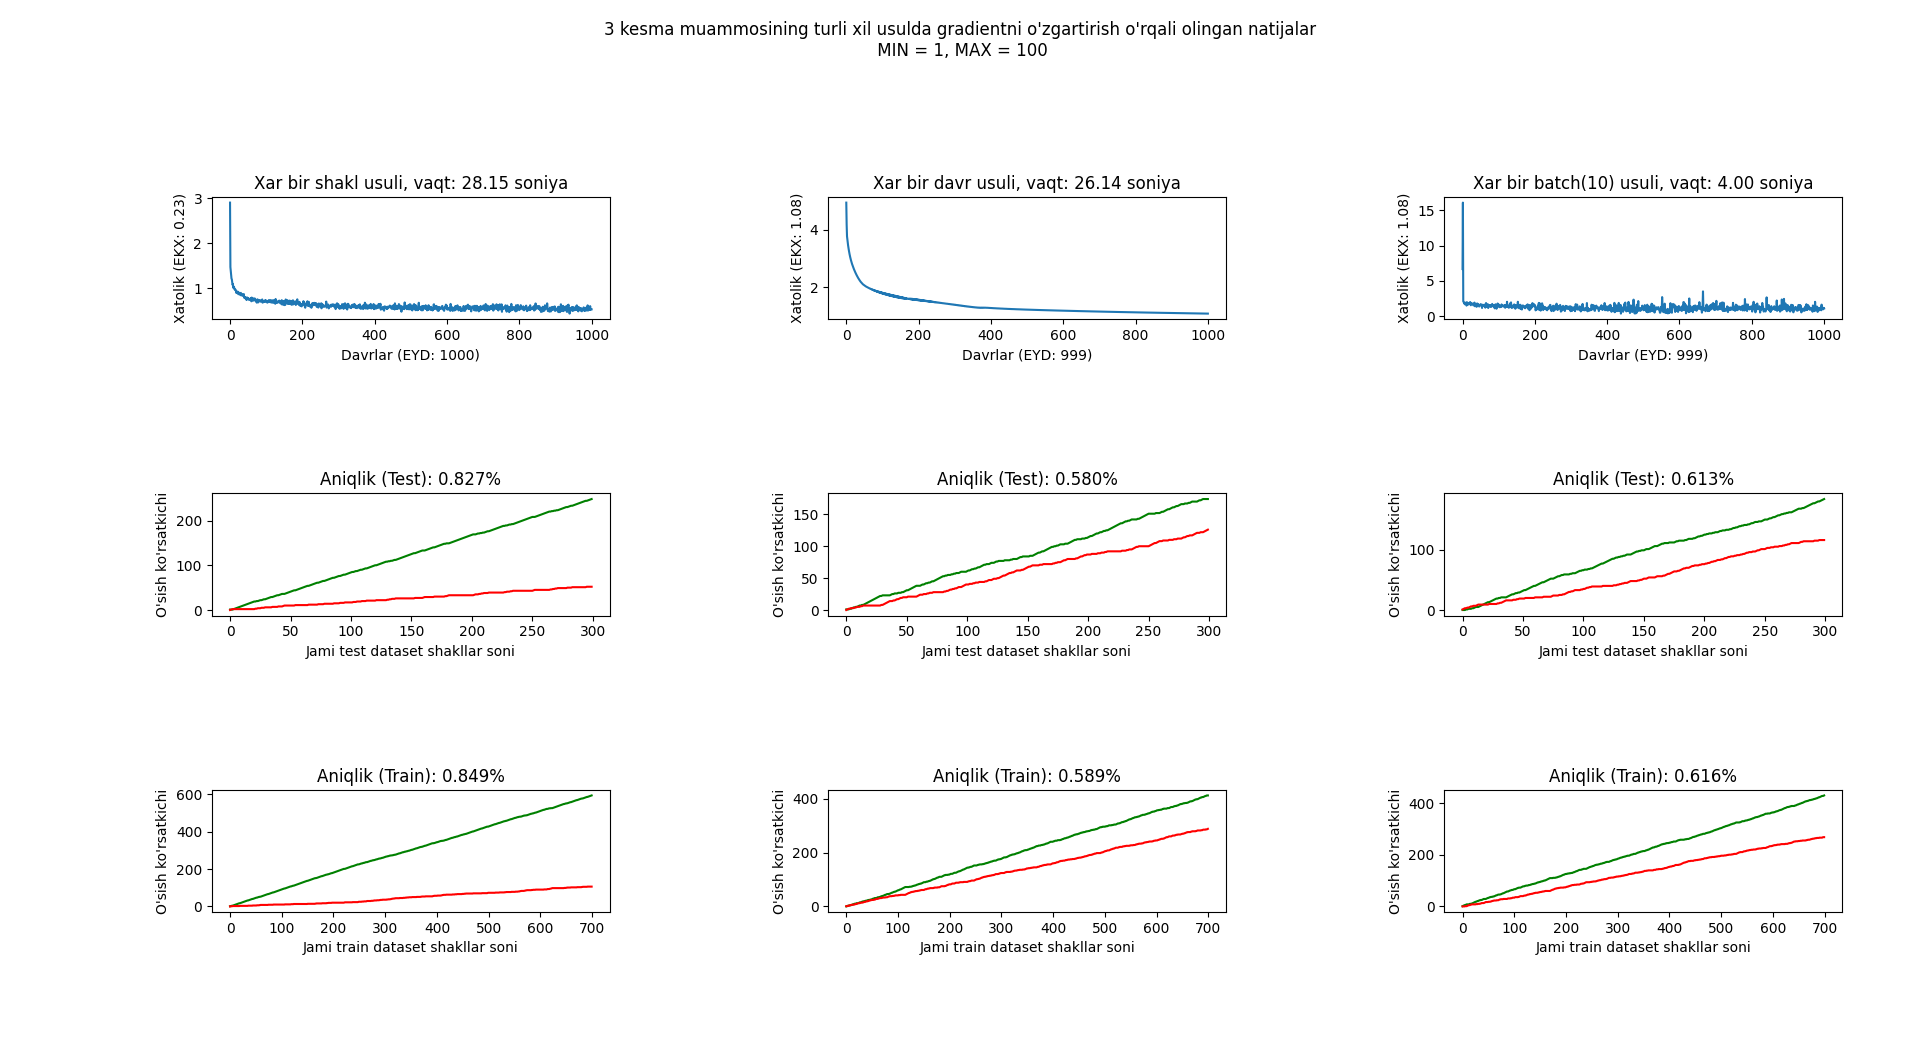 3 kesma muammosining turli xil usulda gradientni o'zgartirish o'rqali olingan natijalar
MIN = 1, MAX = 100
Xar bir shakl usuli, vaqt: 28.15 soniya
Xatolik (EKX: 0.23)
3
2
1
0 200 400 600 800 1000
Davrlar (EYD: 1000)
Xar bir davr usuli, vaqt: 26.14 soniya
Xatolik (EKX: 1.08)
4
2
0 200 400 600 800 1000
Davrlar (EYD: 999)
Xar bir batch(10) usuli, vaqt: 4.00 soniya
Xatolik (EKX: 1.08)
15
10
5
0
0 200 400 600 800 1000
Davrlar (EYD: 999)
Aniqlik (Test): 0.827%
O'sish ko'rsatkichi
200
100
0
0 50 100 150 200 250 300
Jami test dataset shakllar soni
Aniqlik (Test): 0.580%
O'sish ko'rsatkichi
150
100
50
0
0 50 100 150 200 250 300
Jami test dataset shakllar soni
Aniqlik (Test): 0.613%
O'sish ko'rsatkichi
100
0
0 50 100 150 200 250 300
Jami test dataset shakllar soni
Aniqlik (Train): 0.849%
O'sish ko'rsatkichi
600
400
200
0
0 100 200 300 400 500 600 700
Jami train dataset shakllar soni
Aniqlik (Train): 0.589%
O'sish ko'rsatkichi
400
200
0
0 100 200 300 400 500 600 700
Jami train dataset shakllar soni
Aniqlik (Train): 0.616%
O'sish ko'rsatkichi
400
200
0
0 100 200 300 400 500 600 700
Jami train dataset shakllar soni